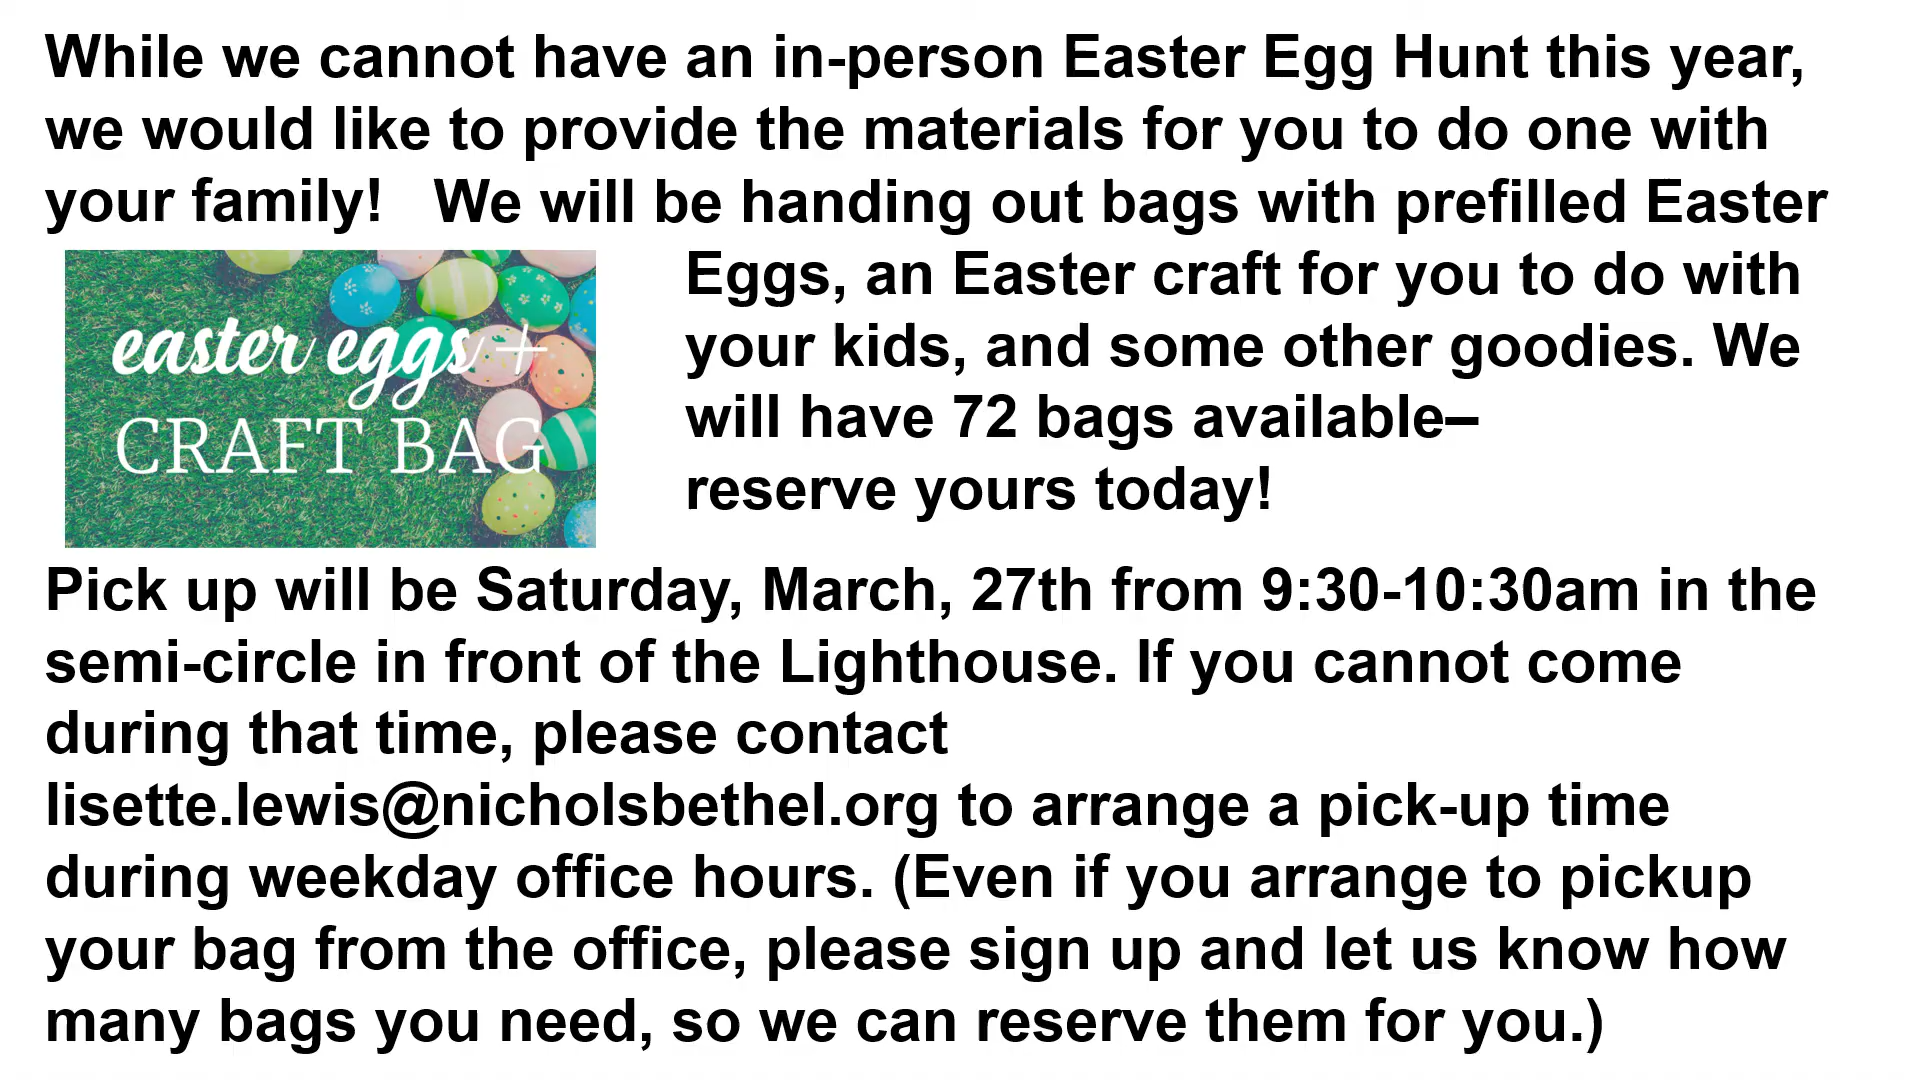 While we cannot have an in-person Easter Egg Hunt this year,
we would like to provide the materials for you to do one with
your family!   We will be handing out bags with prefilled Easter
Eggs, an Easter craft for you to do with
your kids, and some other goodies. We
will have 72 bags available–
reserve yours today!
easter eggs +
CRAFT BAG
Pick up will be Saturday, March, 27th from 9:30-10:30am in the
semi-circle in front of the Lighthouse. If you cannot come
during that time, please contact
lisette.lewis@nicholsbethel.org to arrange a pick-up time
during weekday office hours. (Even if you arrange to pickup
your bag from the office, please sign up and let us know how
many bags you need, so we can reserve them for you.)